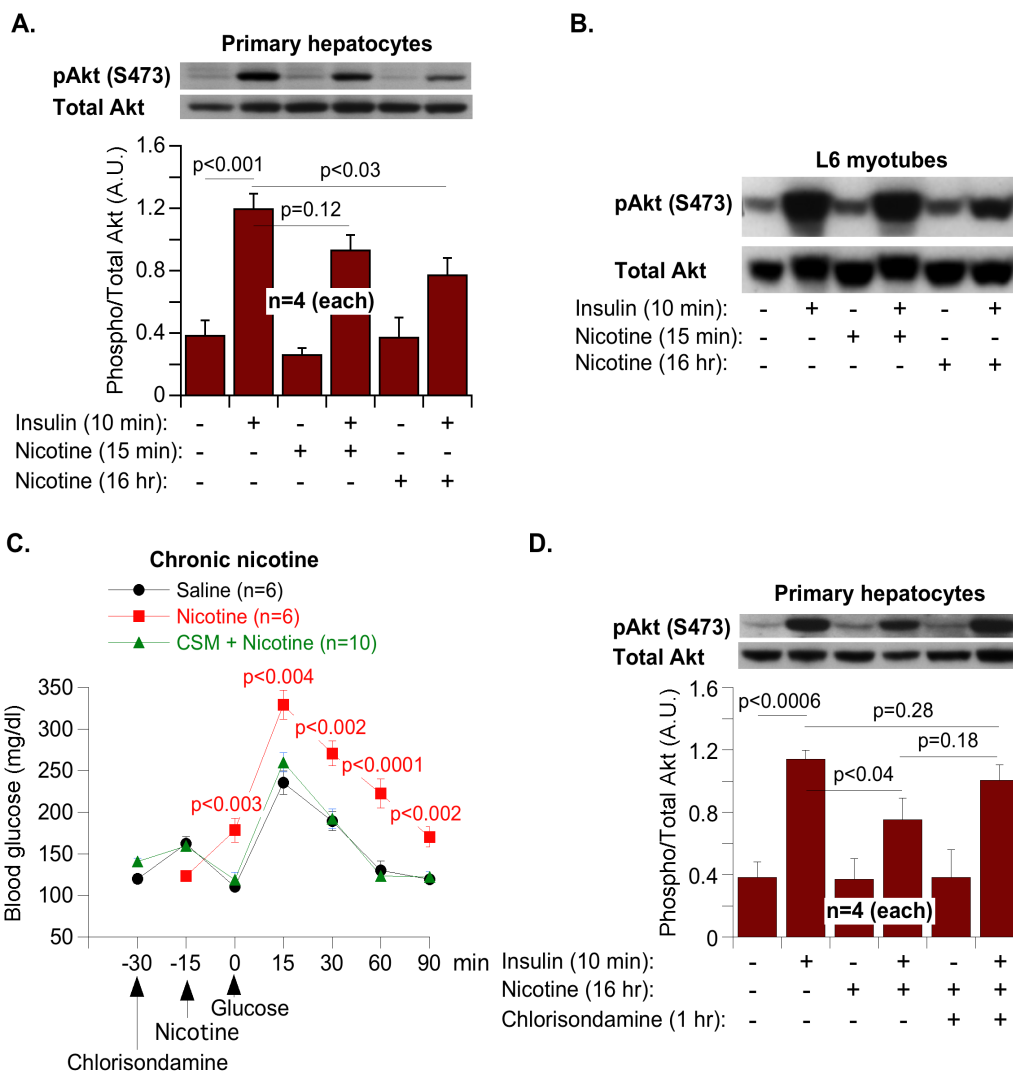 A.
Primary hepatocytes
pAkt (S473)
Total Akt
Phospho/Total Akt (A.U.)
1.6
1.2
0.8
0.4
0
p<0.001
p<0.03
p=0.12
n=4 (each)
Insulin (10 min): - + - + - +
Nicotine (15 min): - - + + - -
Nicotine (16 hr): - - - - + +
B.
L6 myotubes
pAkt (S473)
Total Akt
Insulin (10 min): - + - + - +
Nicotine (15 min): - - + + - -
Nicotine (16 hr): - - - - + +
C.
Chronic nicotine
Saline (n=6)
Nicotine (n=6)
CSM + Nicotine (n=10)
Blood glucose (mg/dl)
350
250
200
150
100
50
p<0.004
p<0.002
p<0.0001
p<0.003
p<0.002
-30 -15 0 15 30 60 90 min
Glucose
Nicotine
Chlorisondamine
D.
Primary hepatocytes
pAkt (S473)
Total Akt
Phospho/Total Akt (A.U.)
1.6
1.2
0.8
0.4
0
p<0.0006
p=0.28
p=0.18
p<0.04
n=4 (each)
Insulin (10 min): - + - + - +
Nicotine (16 hr): - - + + + +
Chlorisondamine (1 hr): - - - - + +